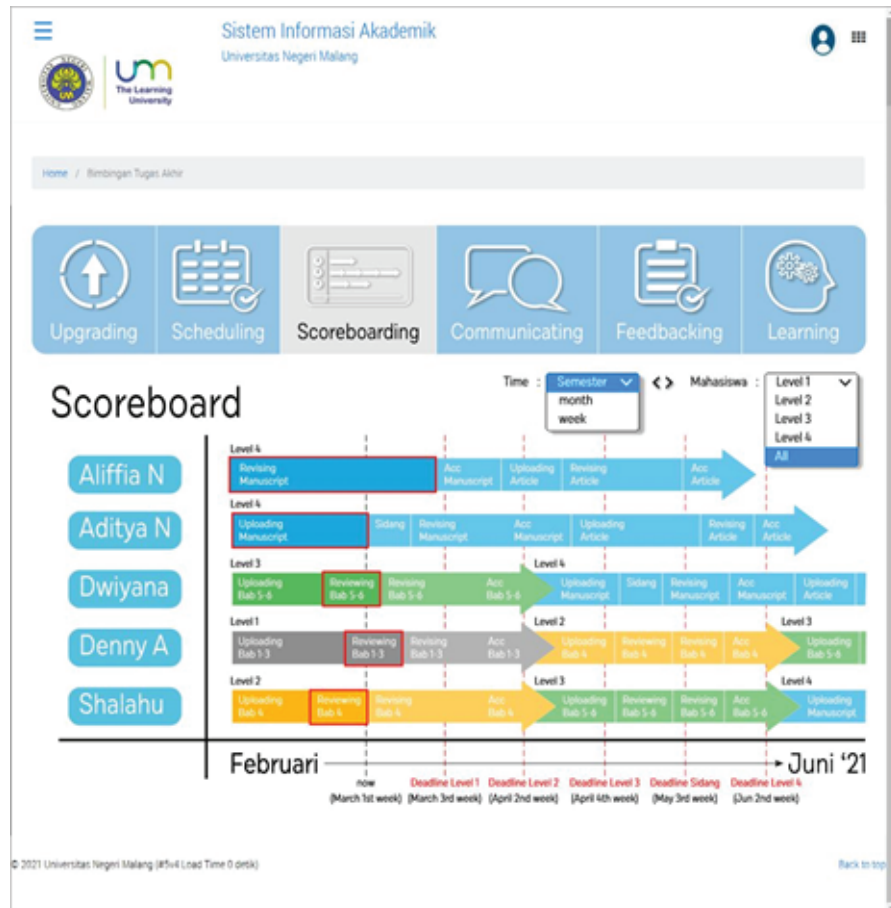 Sistem Informasi Akademik
Universitas Negeri Malang
UM
The Learning
University
Home / Bimbingan Tugas Akhir
Upgrading
Scheduling
Scoreboarding
Communicating
Feedbacking
Learning
Scoreboard
Time : Semester
month
week
< >
Mahasiswa : Level 1
Level 2
Level 3
Level 4
All
Aliffia N
Level 4
Revising Manuscript
Acc Manuscript
Uploading Article
Revising Article
Acc Article
Aditya N
Level 4
Uploading Manuscript
Sidang
Revising Manuscript
Acc Manuscript
Uploading Article
Revising Article
Acc Article
Dwiyana
Level 3
Uploading Bab 5-6
Reviewing Bab 5-6
Revising Bab 5-6
Acc Bab 5-6
Level 4
Uploading Manuscript
Sidang
Revising Manuscript
Acc Manuscript
Uploading Article
Denny A
Level 1
Uploading Bab 1-3
Reviewing Bab 1-3
Revising Bab 1-3
Acc Bab 1-3
Level 2
Uploading Bab 4
Reviewing Bab 4
Revising Bab 4
Acc Bab 4
Level 3
Uploading Bab 5-6
Shalahu
Level 2
Uploading Bab 4
Reviewing Bab 4
Revising Bab 4
Acc Bab 4
Level 3
Uploading Bab 5-6
Reviewing Bab 5-6
Revising Bab 5-6
Acc Bab 5-6
Level 4
Uploading Manuscript
Februari
Juni '21
now
(March 1st week)
Deadline Level 1
(March 3rd week)
Deadline Level 2
(April 2nd week)
Deadline Level 3
(April 4th week)
Deadline Sidang
(May 3rd week)
Deadline Level 4
(Jun 2nd week)
© 2021 Universitas Negeri Malang (#5v4 Load Time 0 detik)
Back to top